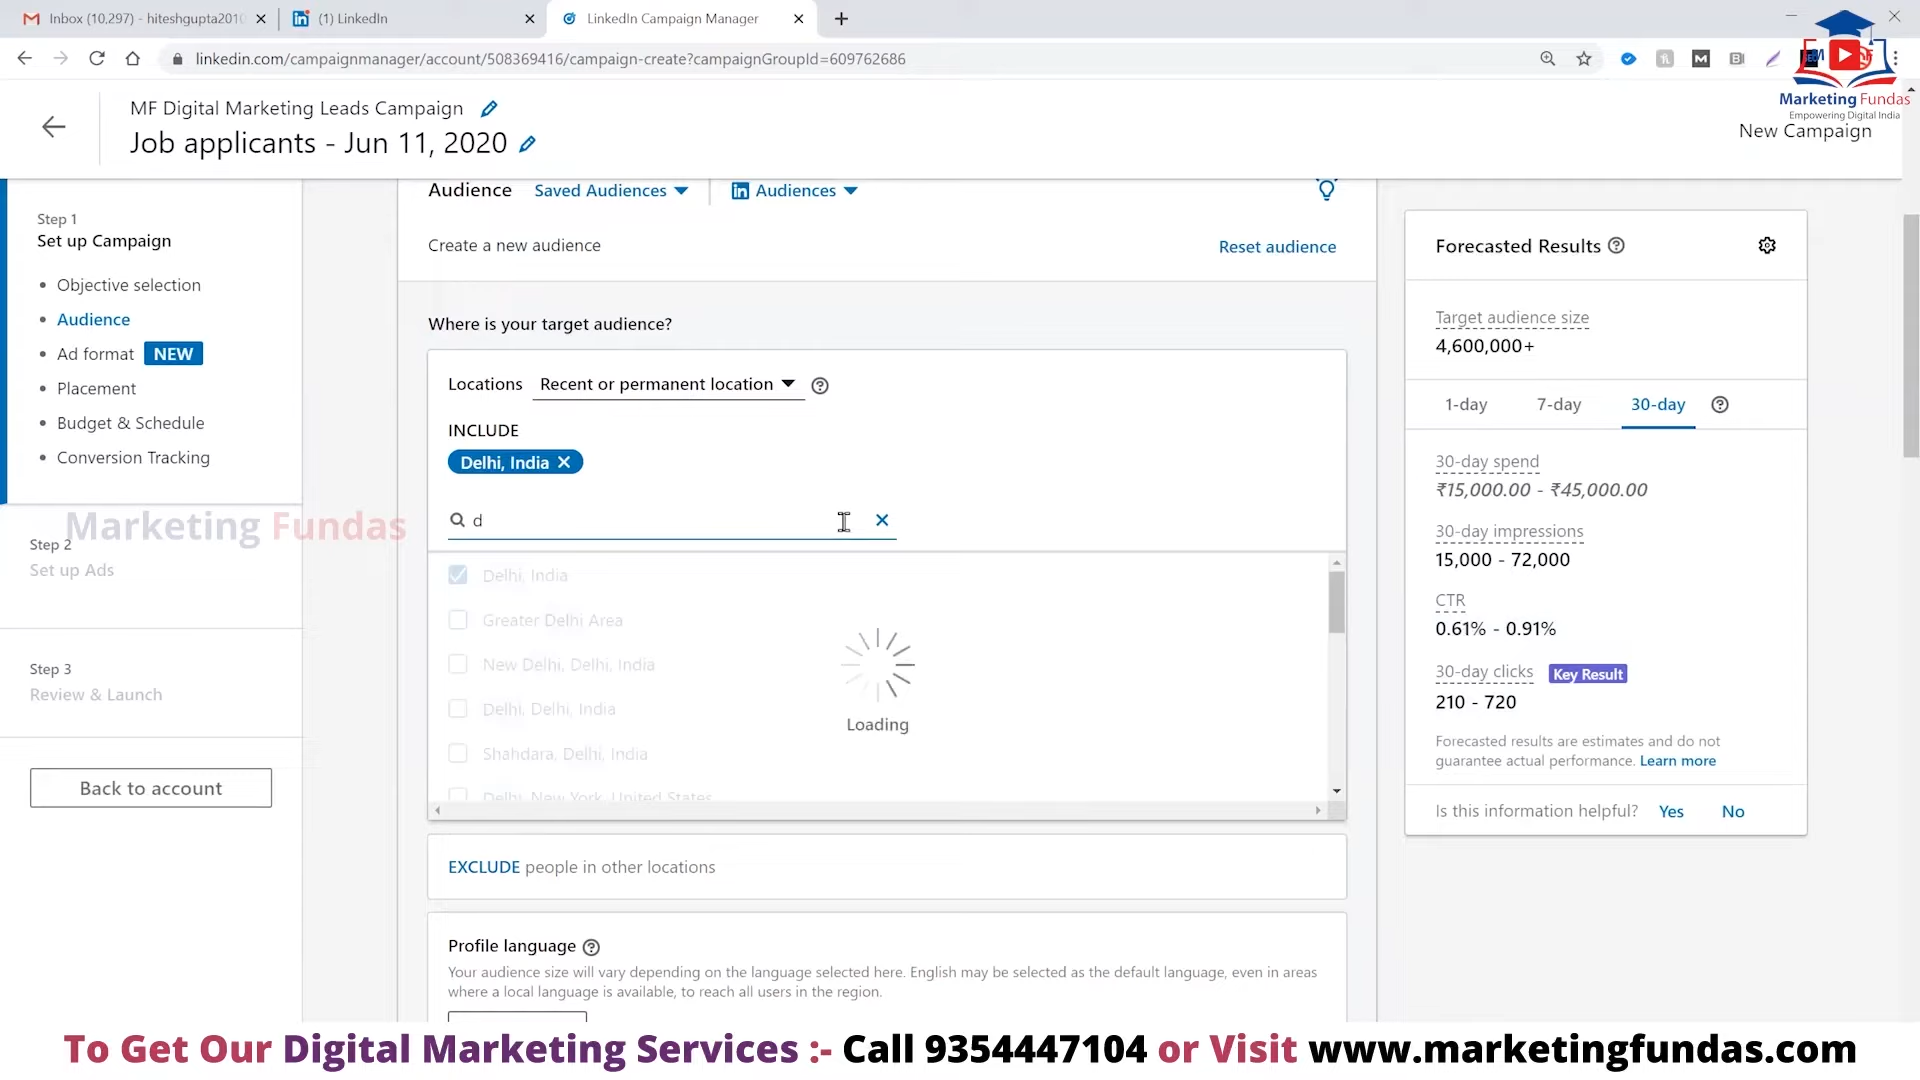 Inbox (10,297) - hiteshgupta2010
(1) LinkedIn
LinkedIn Campaign Manager
linkedin.com/campaignmanager/account/508369416/campaign-create?campaignGroupId=609762686
Marketing Fundas
Empowering Digital India
MF Digital Marketing Leads Campaign
Job applicants - Jun 11, 2020
New Campaign
Step 1
Set up Campaign
Objective selection
Audience
Ad format NEW
Placement
Budget & Schedule
Conversion Tracking
Marketing Fundas
Step 2
Set up Ads
Step 3
Review & Launch
Back to account
Audience Saved Audiences in Audiences
Create a new audience Reset audience
Where is your target audience?
Locations Recent or permanent location
INCLUDE
Delhi, India
d
Delhi, India
Greater Delhi Area
New Delhi, Delhi, India
Delhi, Delhi, India
Shahdara, Delhi, India
Delhi, New York, United States
Loading
EXCLUDE people in other locations
Profile language
Your audience size will vary depending on the language selected here. English may be selected as the default language, even in areas
where a local language is available, to reach all users in the region.
Forecasted Results
Target audience size
4,600,000+
1-day 7-day 30-day
30-day spend
₹15,000.00 - ₹45,000.00
30-day impressions
15,000 - 72,000
CTR
0.61% - 0.91%
30-day clicks Key Result
210 - 720
Forecasted results are estimates and do not
guarantee actual performance. Learn more
Is this information helpful? Yes No
To Get Our Digital Marketing Services :- Call 9354447104 or Visit www.marketingfundas.com